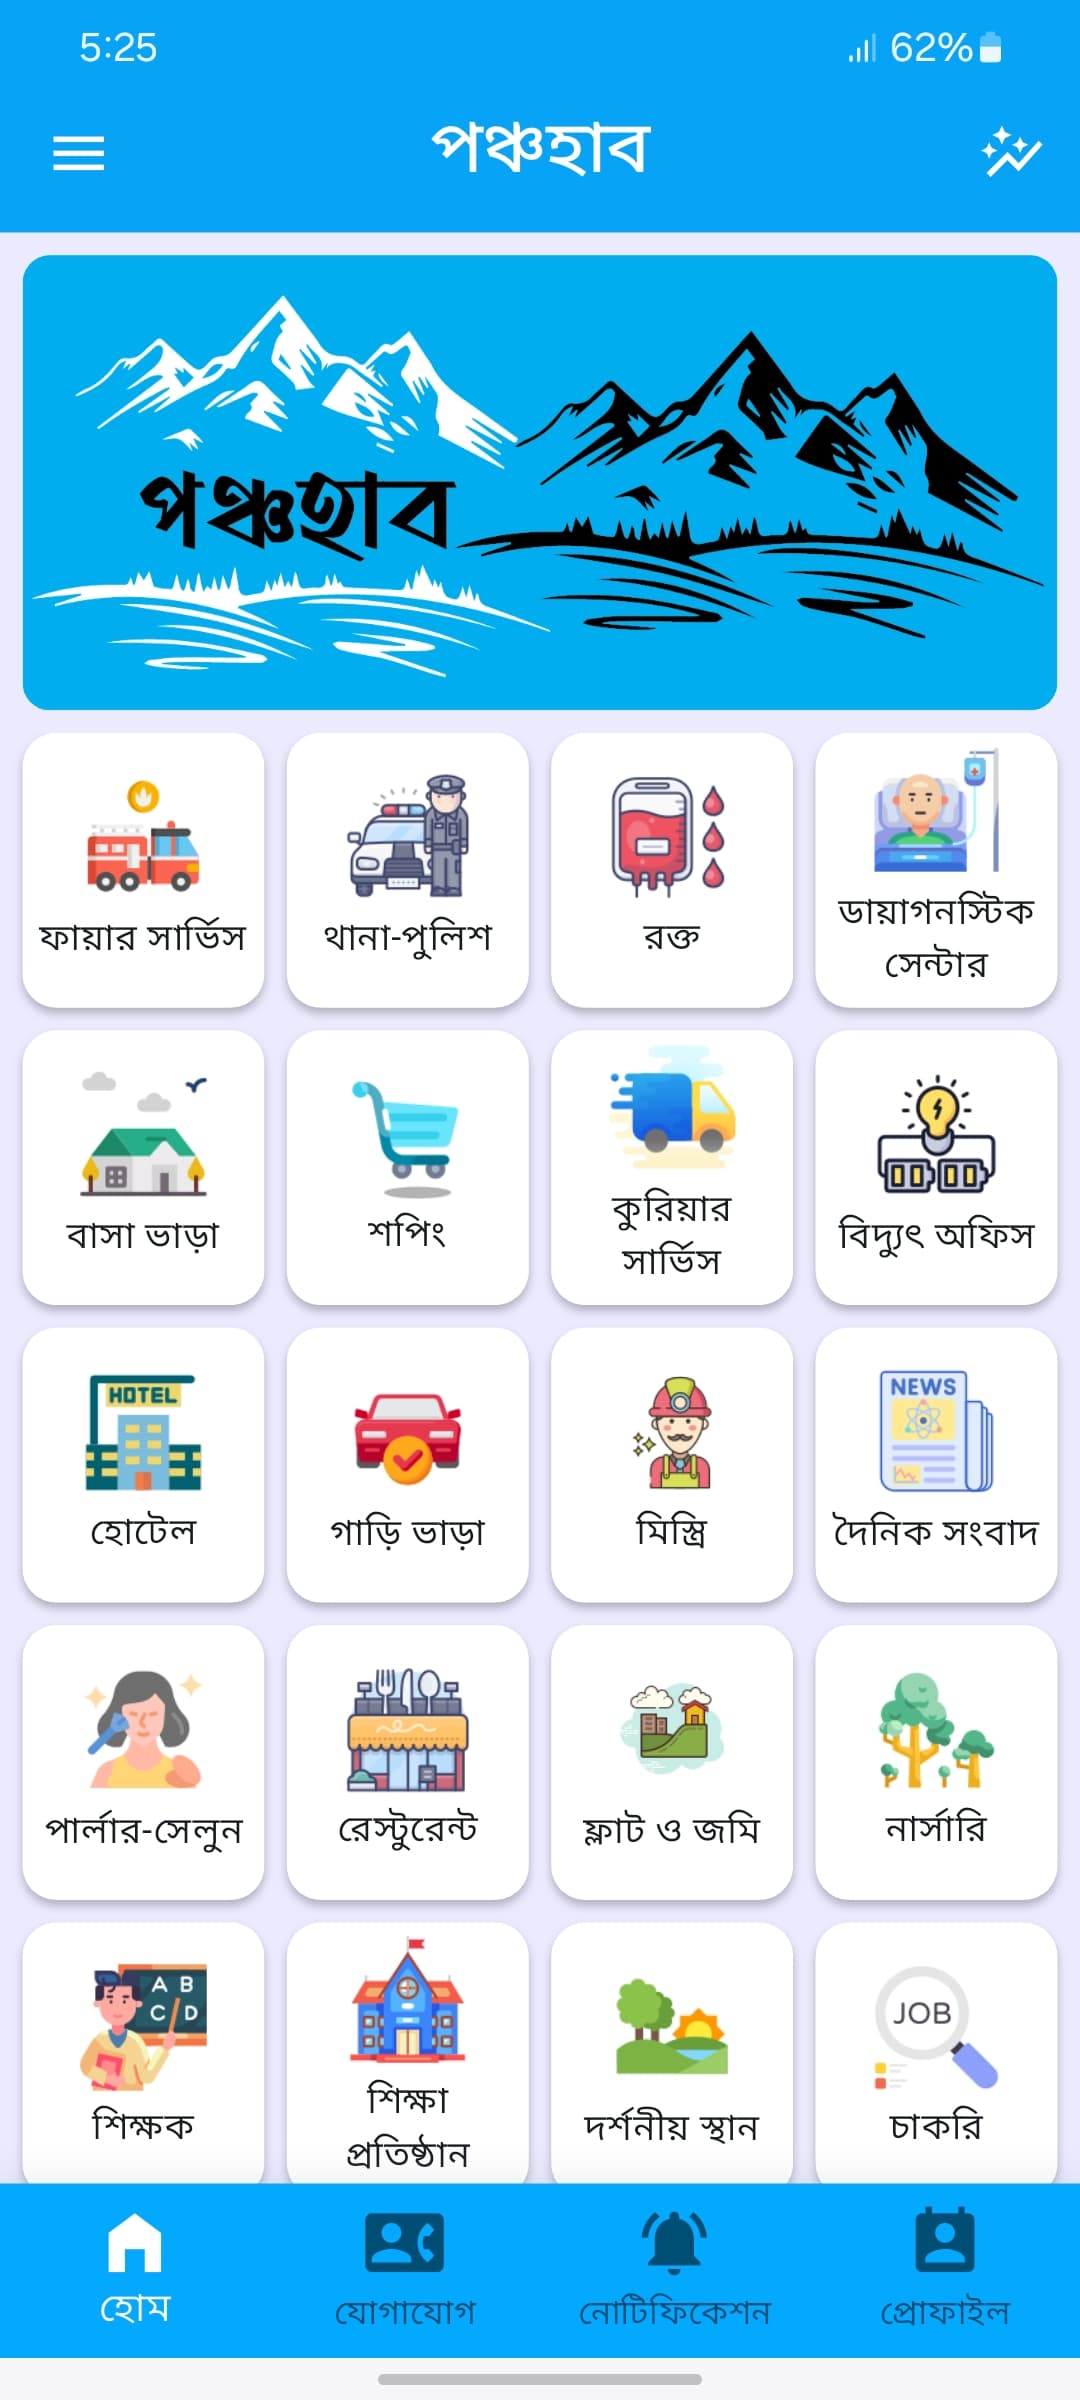 5:25
62%
পঞ্চহাব
পঞ্চহাব
ফায়ার সার্ভিস
থানা-পুলিশ
রক্ত
ডায়াগনস্টিক
সেন্টার
বাসা ভাড়া
শপিং
কুরিয়ার
সার্ভিস
বিদ্যুৎ অফিস
HOTEL
হোটেল
গাড়ি ভাড়া
মিস্ত্রি
NEWS
দৈনিক সংবাদ
পার্লার-সেলুন
রেস্টুরেন্ট
ফ্লাট ও জমি
নার্সারি
A B
C D
শিক্ষক
শিক্ষা
প্রতিষ্ঠান
দর্শনীয় স্থান
JOB
চাকরি
হোম
যোগাযোগ
নোটিফিকেশন
প্রোফাইল